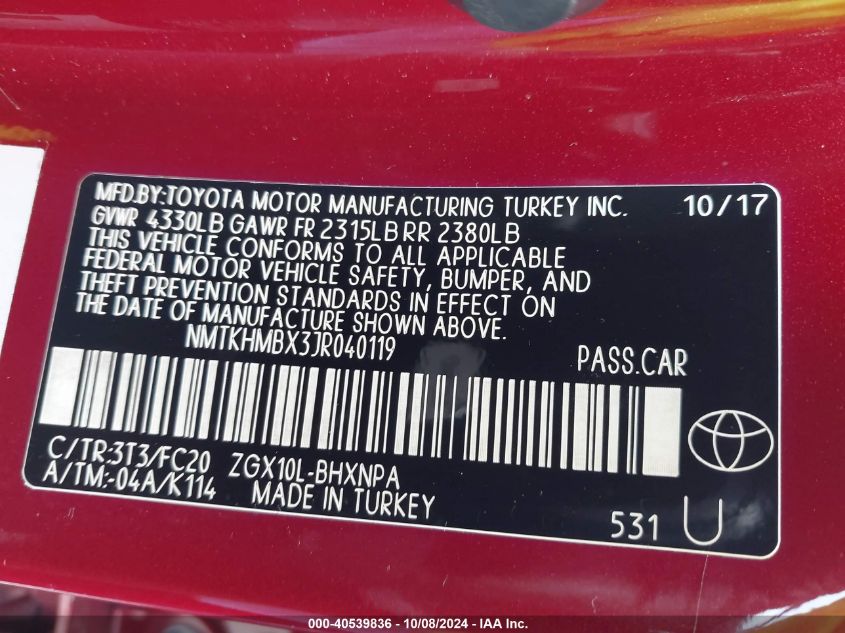 MFD.BY:TOYOTA MOTOR MANUFACTURING TURKEY INC. 10/17
GVWR 4330LB GAWR FR 2315LB RR 2380LB
THIS VEHICLE CONFORMS TO ALL APPLICABLE
FEDERAL MOTOR VEHICLE SAFETY, BUMPER, AND
THEFT PREVENTION STANDARDS IN EFFECT ON
THE DATE OF MANUFACTURE SHOWN ABOVE.
NMTKHMBX3JR040119 PASS.CAR
C/TR:3T3/FC20 ZGX10L-BHXNPA
A/TM:-04A/K114 MADE IN TURKEY
531 U
000-40539836 - 10/08/2024 - IAA Inc.